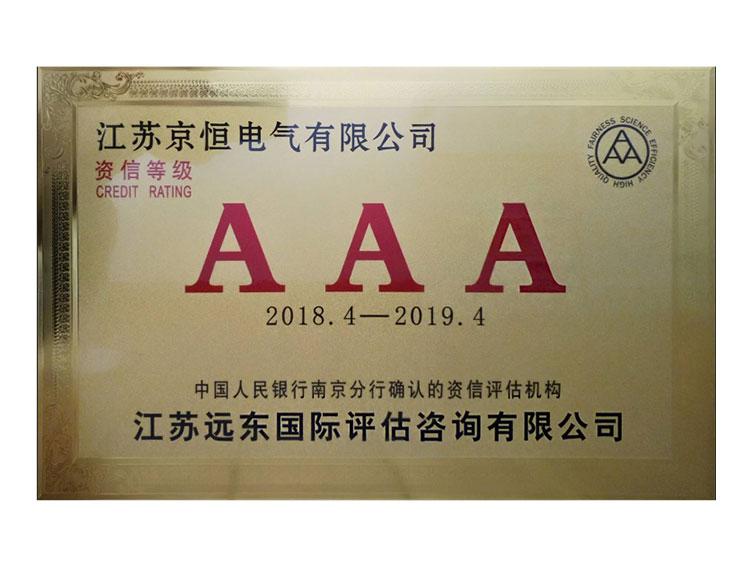 江苏京恒电气有限公司
资信等级
CREDIT RATING
FAIRNESS SCIENCE EFFICIENCY HIGH QUALITY
AAA
A A A
2018.4—2019.4
中国人民银行南京分行确认的资信评估机构
江苏远东国际评估咨询有限公司